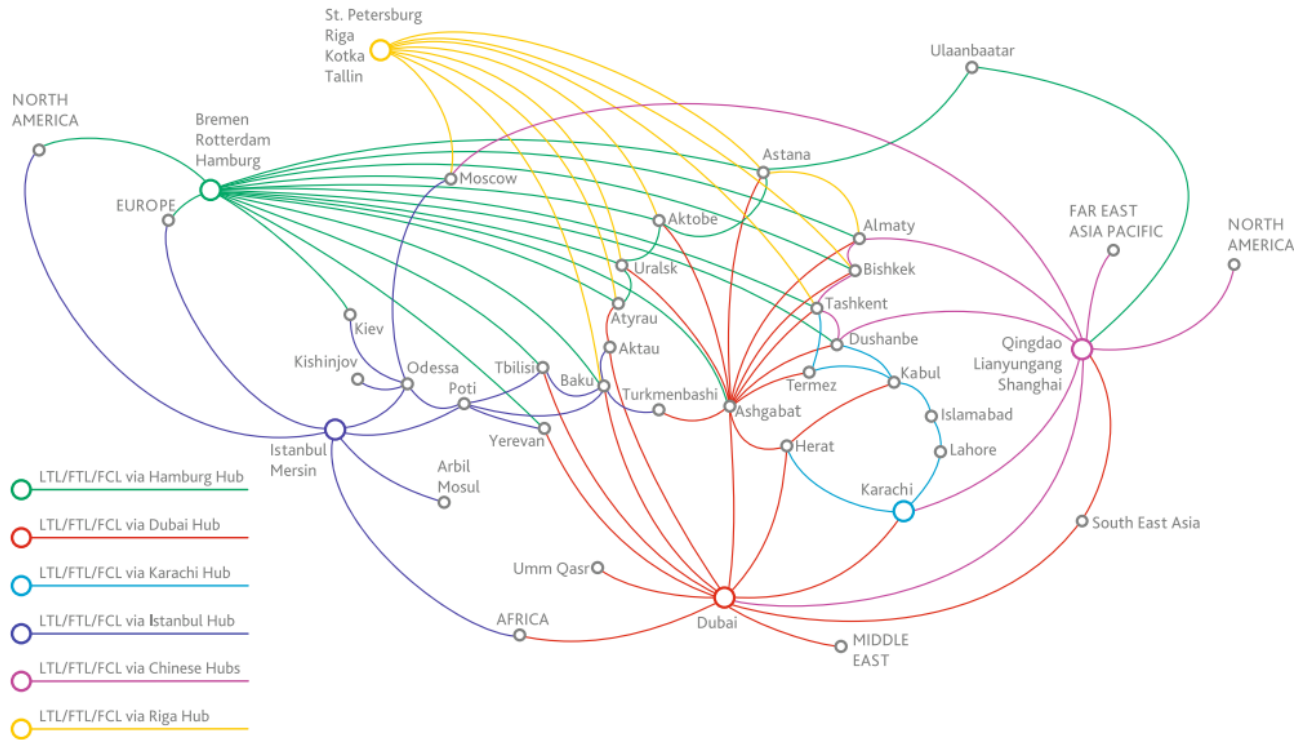 St. Petersburg
Riga
Kotka
Tallin
Ulaanbaatar
NORTH
AMERICA
Bremen
Rotterdam
Hamburg
Astana
Moscow
EUROPE
Aktobe
Almaty
FAR EAST
ASIA PACIFIC
NORTH
AMERICA
Uralsk
Bishkek
Atyrau
Tashkent
Kiev
Aktau
Dushanbe
Qingdao
Lianyungang
Shanghai
Kishinjov
Odessa
Tbilisi
Baku
Turkmenbashi
Termez
Kabul
Poti
Ashgabat
Islamabad
Yerevan
Herat
Lahore
Istanbul
Mersin
Arbil
Mosul
Karachi
South East Asia
Umm Qasr
AFRICA
Dubai
MIDDLE
EAST
LTL/FTL/FCL via Hamburg Hub
LTL/FTL/FCL via Dubai Hub
LTL/FTL/FCL via Karachi Hub
LTL/FTL/FCL via Istanbul Hub
LTL/FTL/FCL via Chinese Hubs
LTL/FTL/FCL via Riga Hub